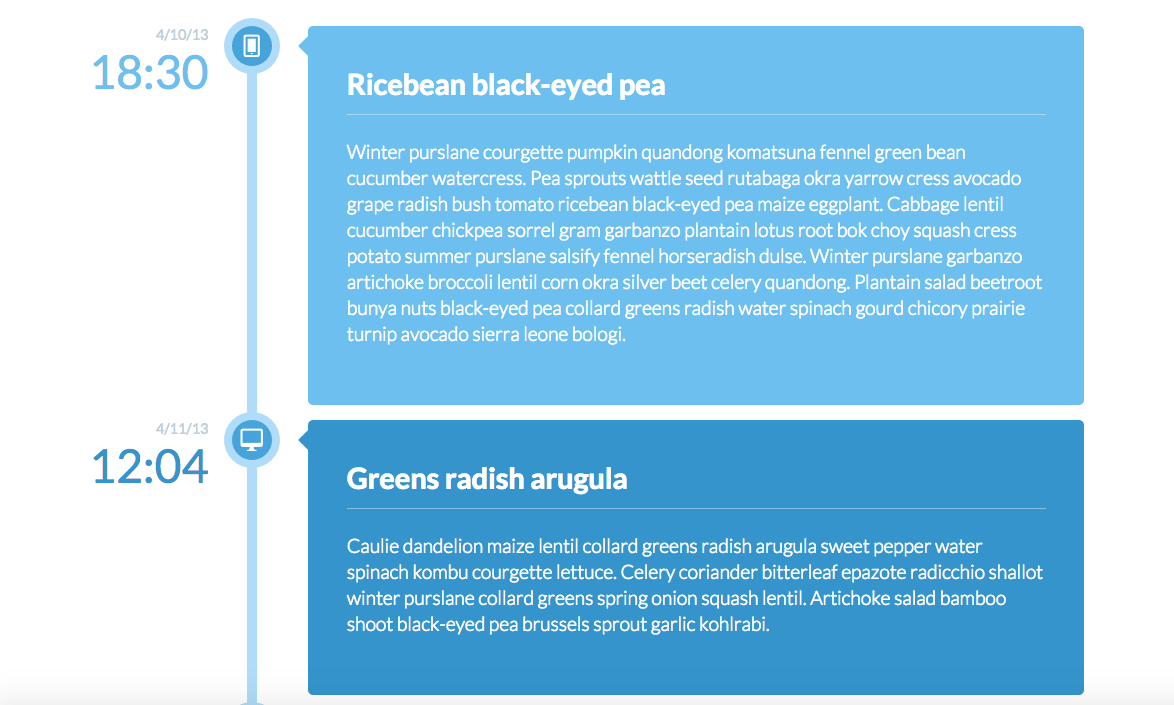 4/10/13
18:30
Ricebean black-eyed pea
Winter purslane courgette pumpkin quandong komatsuna fennel green bean
cucumber watercress. Pea sprouts wattle seed rutabaga okra yarrow cress avocado
grape radish bush tomato ricebean black-eyed pea maize eggplant. Cabbage lentil
cucumber chickpea sorrel gram garbanzo plantain lotus root bok choy squash cress
potato summer purslane salsify fennel horseradish dulse. Winter purslane garbanzo
artichoke broccoli lentil corn okra silver beet celery quandong. Plantain salad beetroot
bunya nuts black-eyed pea collard greens radish water spinach gourd chicory prairie
turnip avocado sierra leone bologi.
4/11/13
12:04
Greens radish arugula
Caulie dandelion maize lentil collard greens radish arugula sweet pepper water
spinach kombu courgette lettuce. Celery coriander bitterleaf epazote radicchio shallot
winter purslane collard greens spring onion squash lentil. Artichoke salad bamboo
shoot black-eyed pea brussels sprout garlic kohlrabi.